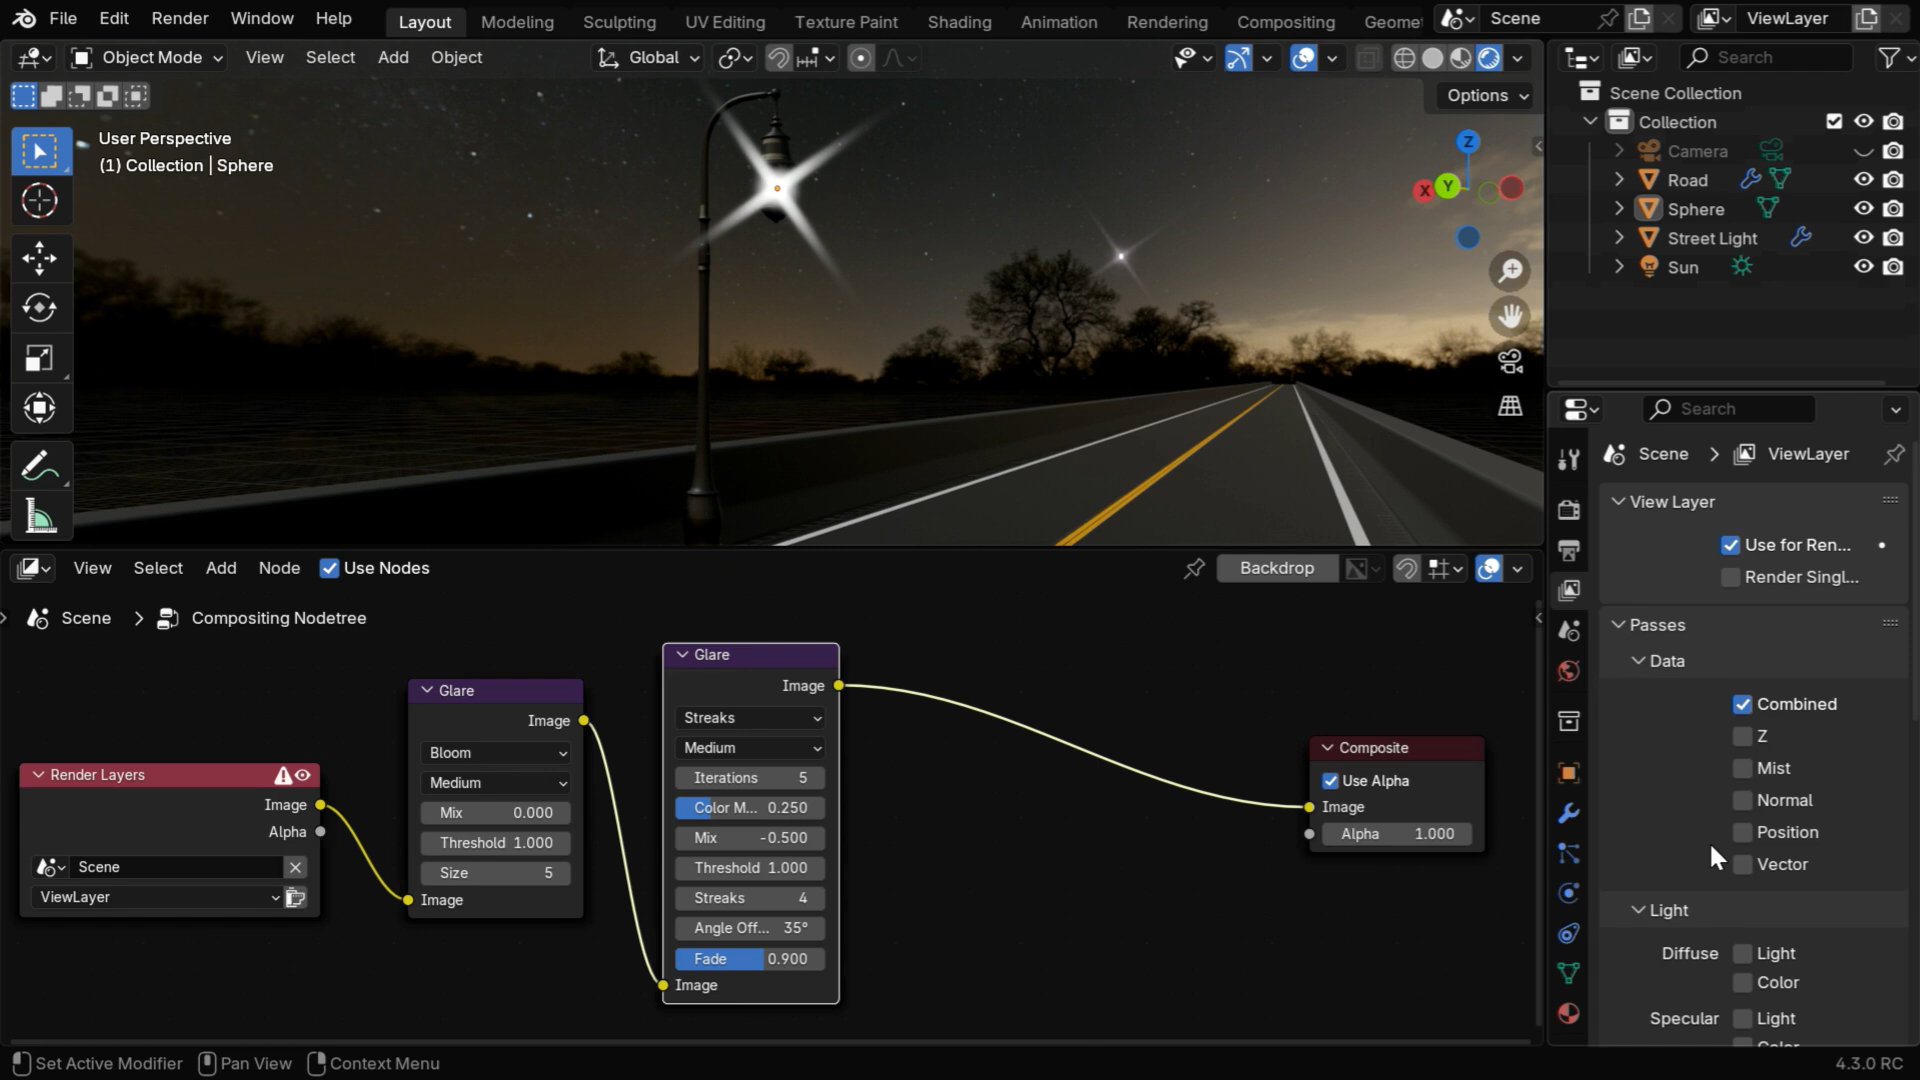 File Edit Render Window Help Layout Modeling Sculpting UV Editing Texture Paint Shading Animation Rendering Compositing Geomet Scene ViewLayer
Object Mode View Select Add Object Global Search
Options
User Perspective
(1) Collection | Sphere
Z
X
Y
Scene Collection
Collection
Camera
Road
Sphere
Street Light
Sun
Search
Scene > ViewLayer
View Layer
Use for Ren...
Render Singl...
Passes
Data
Combined
Z
Mist
Normal
Position
Vector
Light
Diffuse Light
Color
Specular Light
Color
View Select Add Node Use Nodes Backdrop
Scene > Compositing Nodetree
Render Layers
Image
Alpha
Scene
ViewLayer
Glare
Image
Bloom
Medium
Mix 0.000
Threshold 1.000
Size 5
Image
Glare
Image
Streaks
Medium
Iterations 5
Color M... 0.250
Mix -0.500
Threshold 1.000
Streaks 4
Angle Off... 35°
Fade 0.900
Image
Composite
Use Alpha
Image
Alpha 1.000
Set Active Modifier Pan View Context Menu 4.3.0 RC